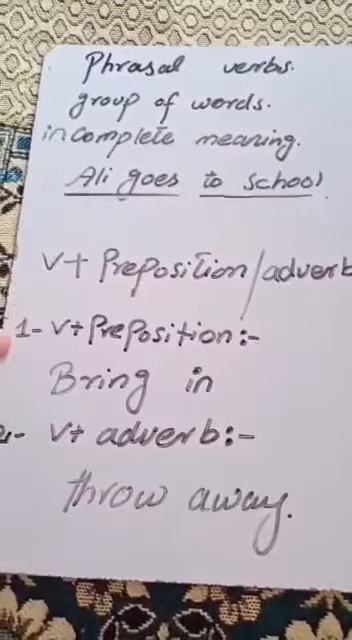 Phrasal verbs.
group of words.
incomplete meaning.
Ali goes to school.
V+ Preposition/adverb
1- V+Preposition:-
Bring in
2- V+ adverb:-
throw away.